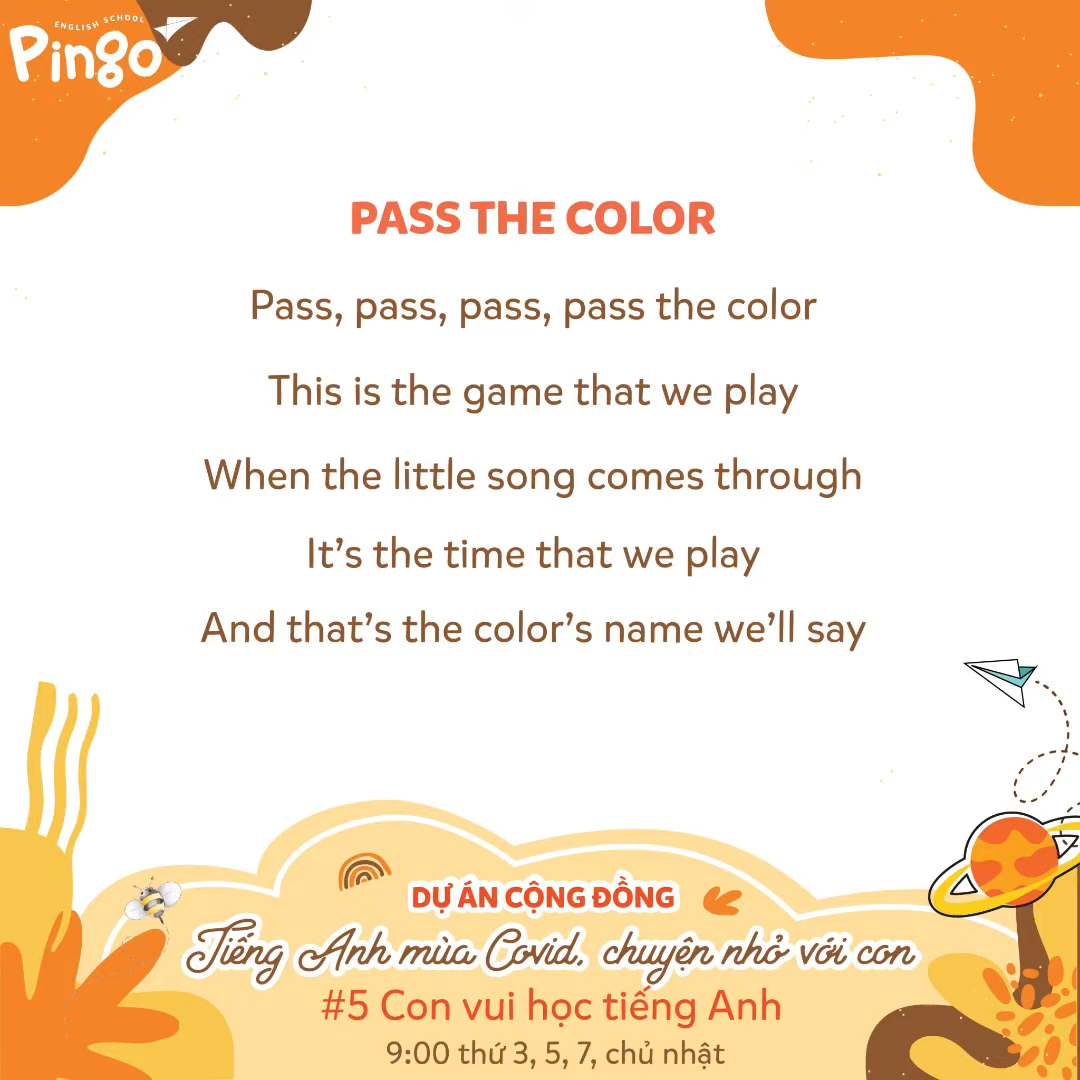 ENGLISH SCHOOL
Pingo
PASS THE COLOR
Pass, pass, pass, pass the color
This is the game that we play
When the little song comes through
It’s the time that we play
And that’s the color’s name we’ll say
DỰ ÁN CỘNG ĐỒNG
Tiếng Anh mùa Covid, chuyện nhỏ với con
#5 Con vui học tiếng Anh
9:00 thứ 3, 5, 7, chủ nhật